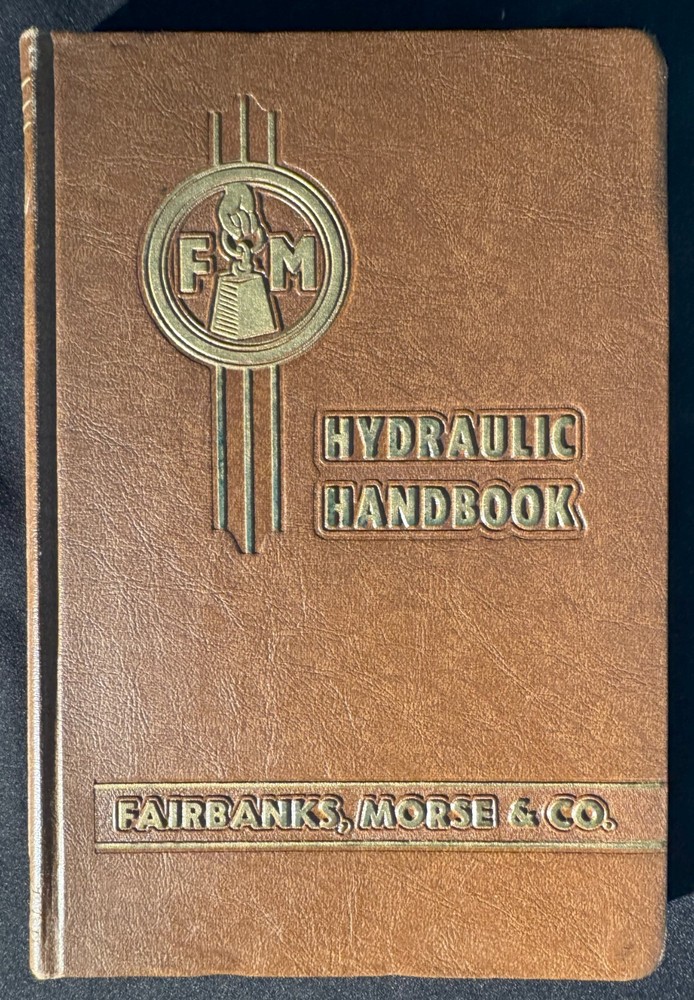 F M
HYDRAULIC
HANDBOOK
FAIRBANKS, MORSE & CO.